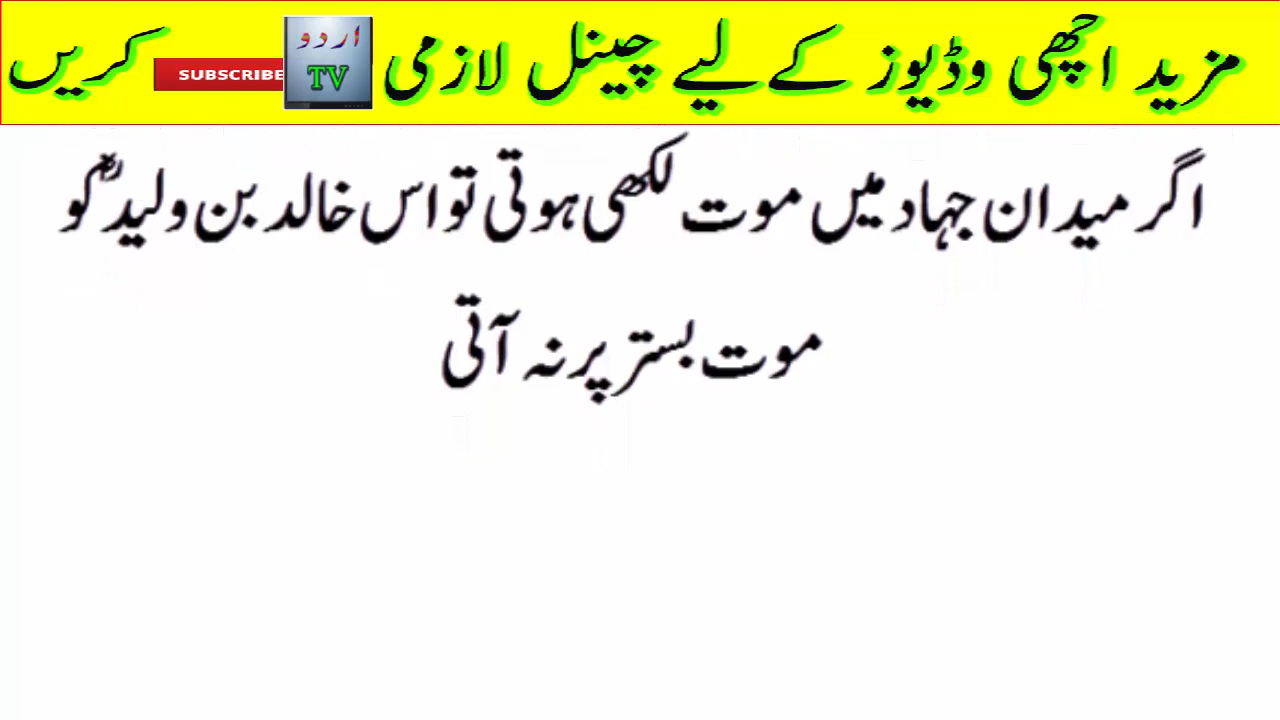 مزید اچھی وڈیوز کے لیے چینل لازمی اردو TV SUBSCRIBE کریں
اگر میدان جہاد میں موت لکھی ہوتی تو اس خالد بن ولیدؓ کو
موت بستر پر نہ آتی